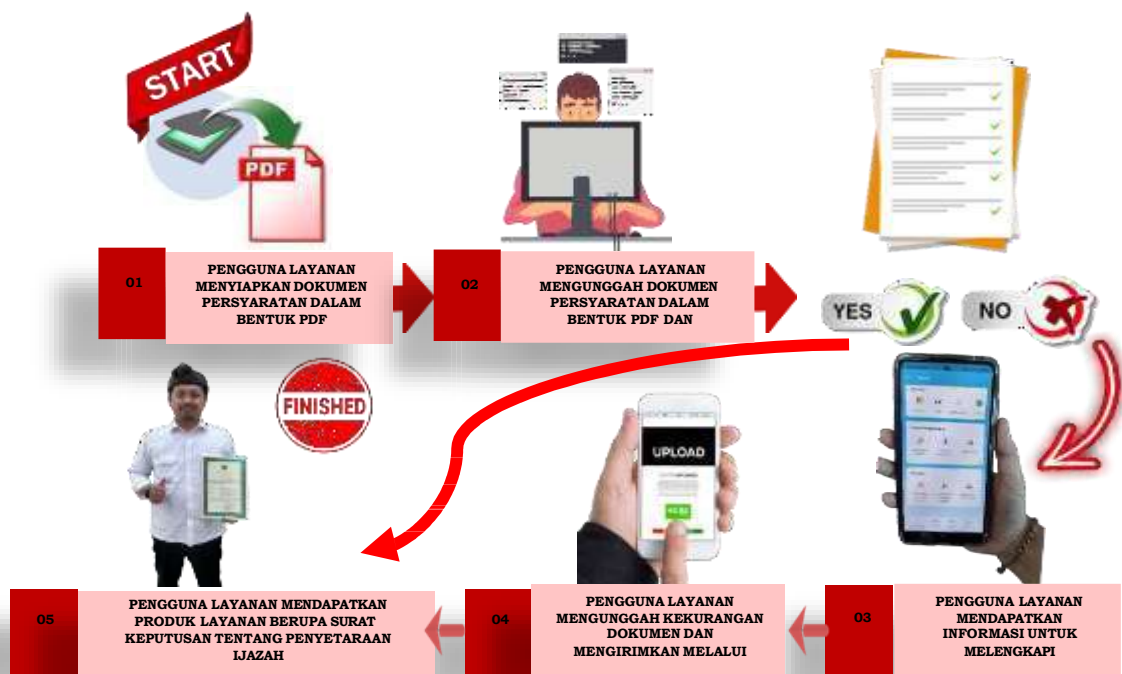 START
PDF
01
PENGGUNA LAYANAN
MENYIAPKAN DOKUMEN
PERSYARATAN DALAM
BENTUK PDF
02
PENGGUNA LAYANAN
MENGUNGGAH DOKUMEN
PERSYARATAN DALAM
BENTUK PDF DAN
YES
NO
FINISHED
UPLOAD
03
PENGGUNA LAYANAN
MENDAPATKAN
INFORMASI UNTUK
MELENGKAPI
04
PENGGUNA LAYANAN
MENGUNGGAH KEKURANGAN
DOKUMEN DAN
MENGIRIMKAN MELALUI
05
PENGGUNA LAYANAN MENDAPATKAN
PRODUK LAYANAN BERUPA SURAT
KEPUTUSAN TENTANG PENYETARAAN
IJAZAH